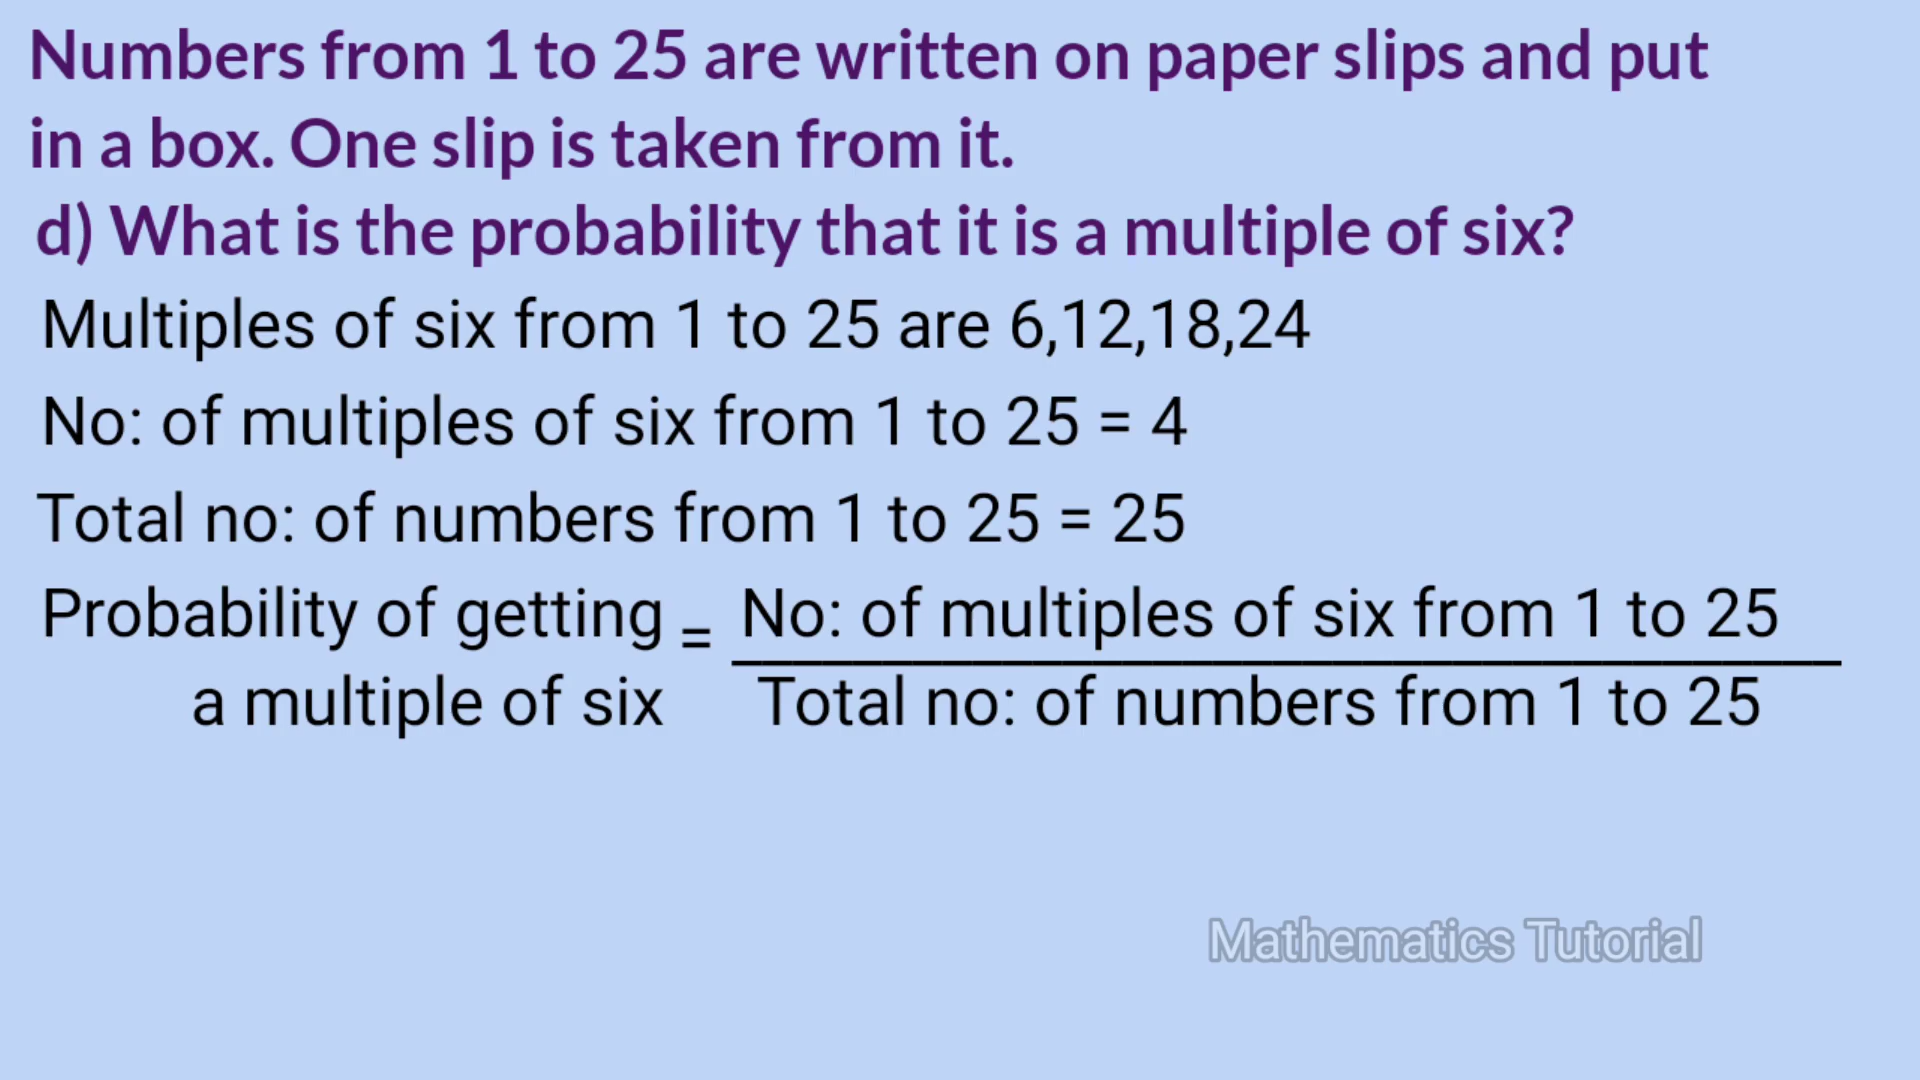 Numbers from 1 to 25 are written on paper slips and put
in a box. One slip is taken from it.
d) What is the probability that it is a multiple of six?
Multiples of six from 1 to 25 are 6,12,18,24
No: of multiples of six from 1 to 25 = 4
Total no: of numbers from 1 to 25 = 25
Probability of getting = No: of multiples of six from 1 to 25
a multiple of six Total no: of numbers from 1 to 25
Mathematics Tutorial